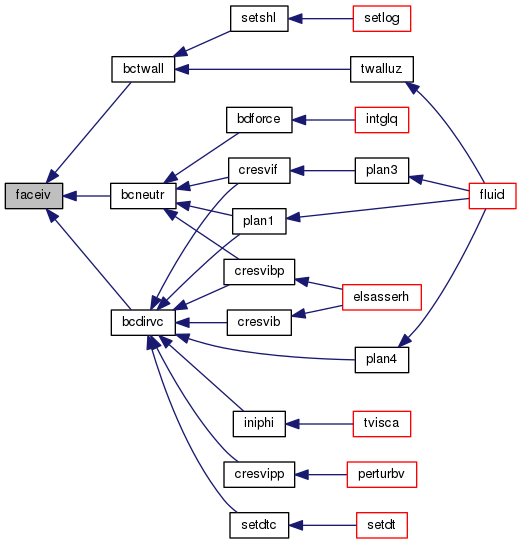 setshl
setlog
bctwall
twalluz
bdforce
intglq
cresvif
plan3
faceiv
bcneutr
fluid
plan1
cresvibp
elsasserh
bcdirvc
cresvib
plan4
iniphi
tvisca
cresvipp
perturbv
setdtc
setdt